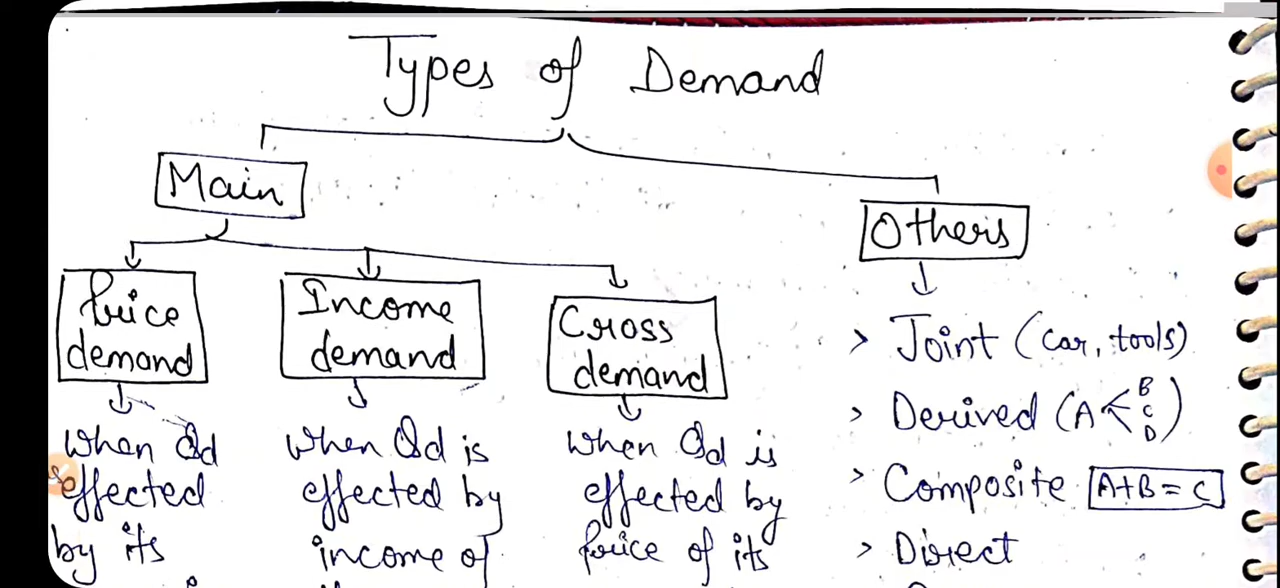 Types of Demand
Main
Others
Price
demand
Income
demand
Cross
demand
when Qd
effected
by its
when Qd is
effected by
income of
when Qd is
effected by
price of its
> Joint (car, tools)
> Derived (A< B C D)
> Composite A+B = C
> Direct